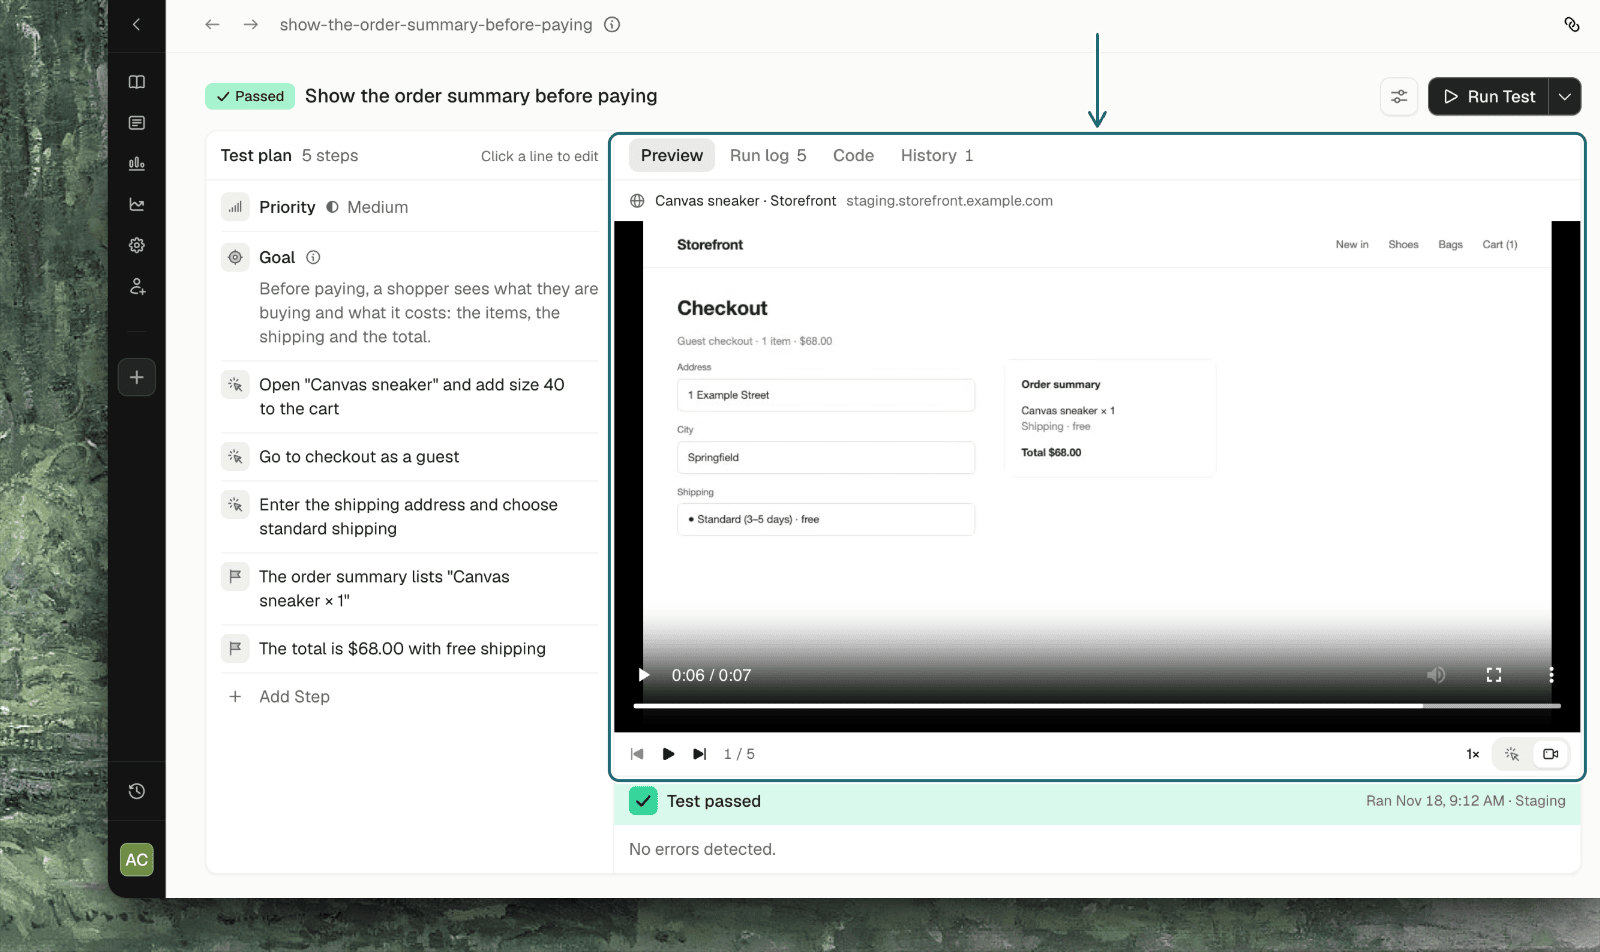 show-the-order-summary-before-paying
Passed
Show the order summary before paying
Run Test
Test plan 5 steps
Click a line to edit
Priority Medium
Goal
Before paying, a shopper sees what they are
buying and what it costs: the items, the
shipping and the total.
Open "Canvas sneaker" and add size 40
to the cart
Go to checkout as a guest
Enter the shipping address and choose
standard shipping
The order summary lists "Canvas
sneaker × 1"
The total is $68.00 with free shipping
Add Step
AC
Preview
Run log 5
Code
History 1
Canvas sneaker · Storefront staging.storefront.example.com
Storefront
New in
Shoes
Bags
Cart (1)
Checkout
Guest checkout · 1 item · $68.00
Address
1 Example Street
City
Springfield
Shipping
Standard (3–5 days) · free
Order summary
Canvas sneaker × 1
Shipping · free
Total $68.00
0:06 / 0:07
1 / 5
1×
Test passed
Ran Nov 18, 9:12 AM · Staging
No errors detected.